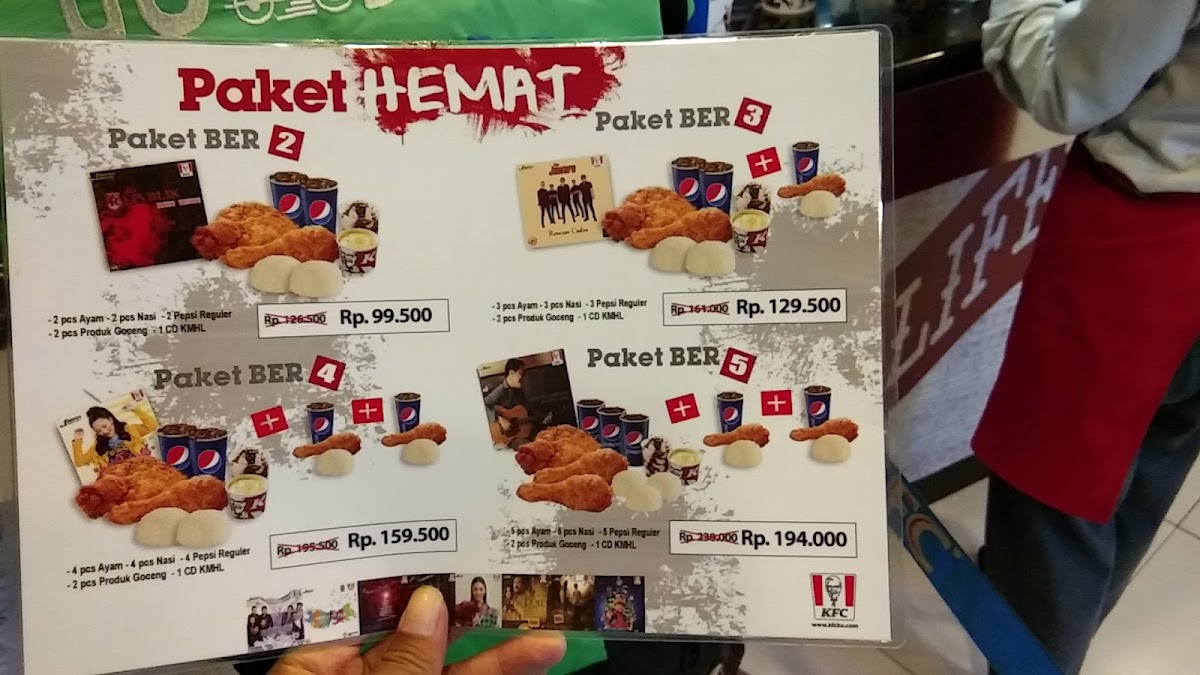 Paket HEMAT
Paket BER 2
- 2 pcs Ayam - 2 pcs Nasi - 2 Pepsi Reguler
- 2 pcs Produk Goceng - 1 CD KMHL
Rp. 126.500 Rp. 99.500
Paket BER 3
- 3 pcs Ayam - 3 pcs Nasi - 3 Pepsi Reguler
- 2 pcs Produk Goceng - 1 CD KMHL
Rp. 161.000 Rp. 129.500
Paket BER 4
- 4 pcs Ayam - 4 pcs Nasi - 4 Pepsi Reguler
- 2 pcs Produk Goceng - 1 CD KMHL
Rp. 195.500 Rp. 159.500
Paket BER 5
- 5 pcs Ayam - 5 pcs Nasi - 5 Pepsi Reguler
- 2 pcs Produk Goceng - 1 CD KMHL
Rp. 230.000 Rp. 194.000
KFC